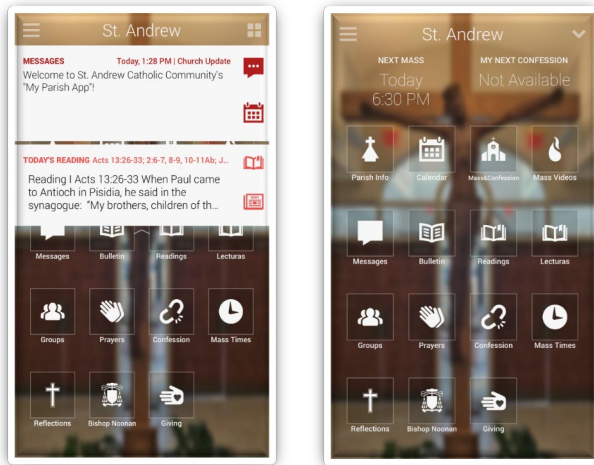 St. Andrew
MESSAGES Today, 1:28 PM | Church Update
Welcome to St. Andrew Catholic Community's
"My Parish App"!
TODAY'S READING Acts 13:26-33; 2:6-7, 8-9, 10-11Ab; J...
Reading I Acts 13:26-33 When Paul came
to Antioch in Pisidia, he said in the
synagogue: “My brothers, children of th...
Messages Bulletin Readings Lecturas
Groups Prayers Confession Mass Times
Reflections Bishop Noonan Giving
St. Andrew
NEXT MASS MY NEXT CONFESSION
Today Not Available
6:30 PM
Parish Info Calendar Mass&Confession Mass Videos
Messages Bulletin Readings Lecturas
Groups Prayers Confession Mass Times
Reflections Bishop Noonan Giving